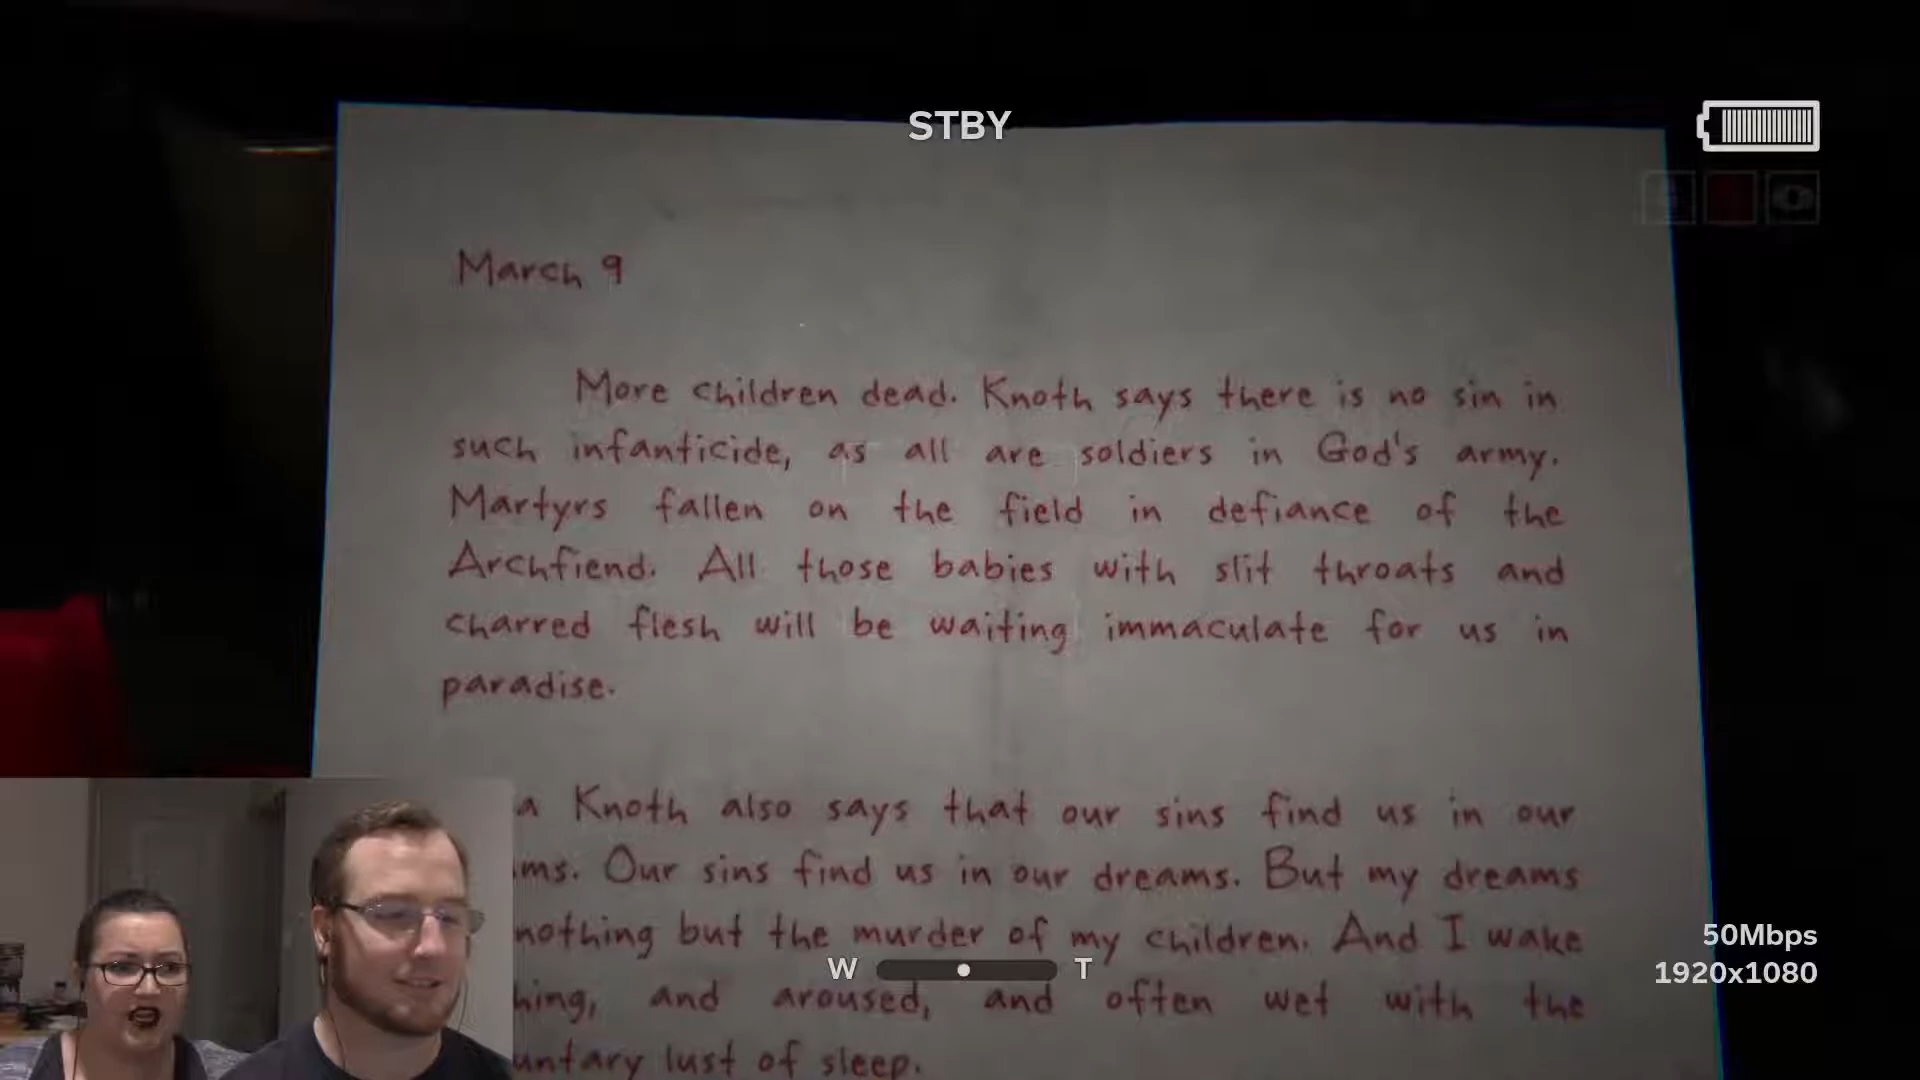 STBY
March 9
More children dead. Knoth says there is no sin in
such infanticide, as all are soldiers in God's army.
Martyrs fallen on the field in defiance of the
Archfiend. All those babies with slit throats and
charred flesh will be waiting immaculate for us in
paradise.
a Knoth also says that our sins find us in our
ms. Our sins find us in our dreams. But my dreams
nothing but the murder of my children. And I wake
hing, and aroused, and often wet with the
untary lust of sleep.
W T
50Mbps
1920x1080